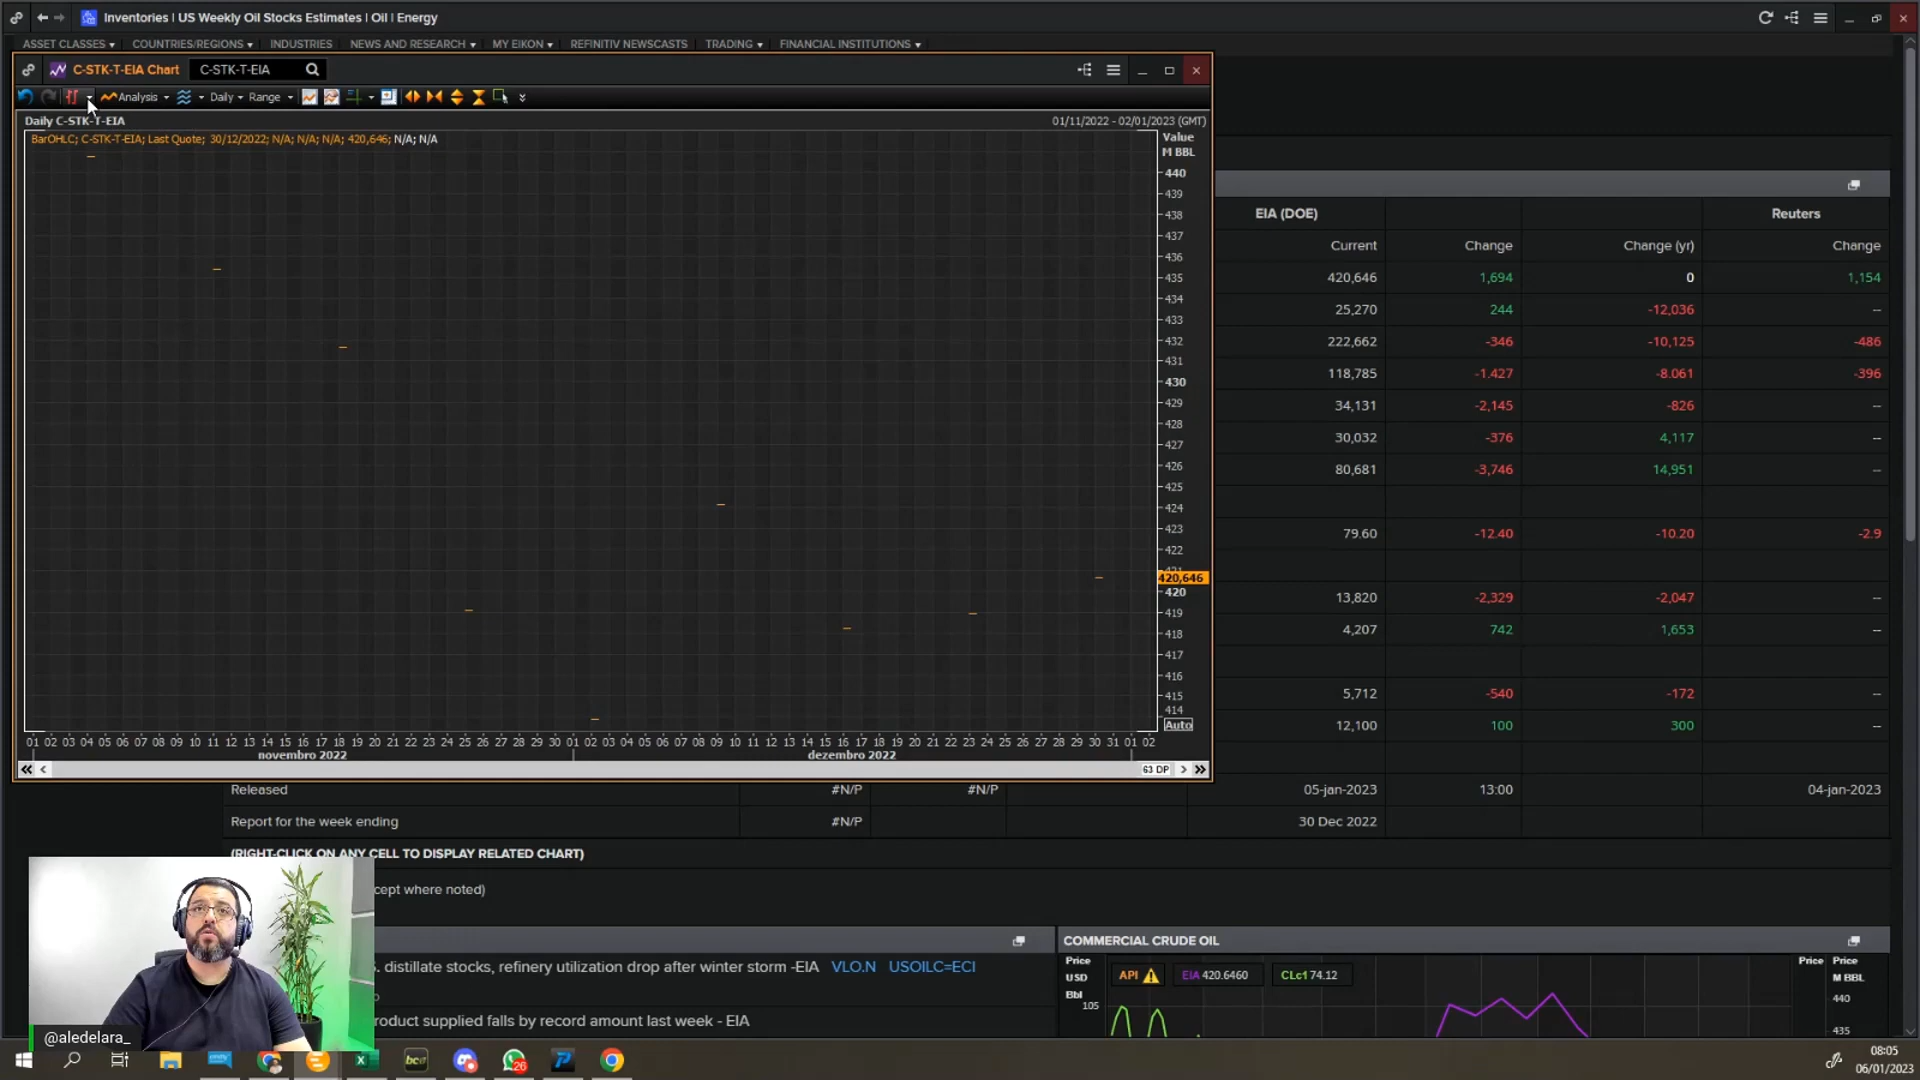 Inventories | US Weekly Oil Stocks Estimates | Oil | Energy
ASSET CLASSES COUNTRIES/REGIONS INDUSTRIES NEWS AND RESEARCH MY EIKON REFINITIV NEWSCASTS TRADING FINANCIAL INSTITUTIONS
C-STK-T-EIA Chart C-STK-T-EIA
Analysis Daily Range
Daily C-STK-T-EIA 01/11/2022 - 02/01/2023 (GMT)
BarOHLC; C-STK-T-EIA; Last Quote; 30/12/2022; N/A; N/A; N/A; 420,646; N/A; N/A
Value
M BBL
440
439
438
437
436
435
434
433
432
431
430
429
428
427
426
425
424
423
422
421
420,646
420
419
418
417
416
415
414
Auto
01 02 03 04 05 06 07 08 09 10 11 12 13 14 15 16 17 18 19 20 21 22 23 24 25 26 27 28 29 30 01 02 03 04 05 06 07 08 09 10 11 12 13 14 15 16 17 18 19 20 21 22 23 24 25 26 27 28 29 30 31 01 02
novembro 2022 dezembro 2022
63 DP
EIA (DOE) Reuters
Current Change Change (yr) Change
420,646 1,694 0 1,154
25,270 244 -12,036 --
222,662 -346 -10,125 -486
118,785 -1.427 -8.061 -396
34,131 -2,145 -826 --
30,032 -376 4,117 --
80,681 -3,746 14,951 --
79.60 -12.40 -10.20 -2.9
13,820 -2,329 -2,047 --
4,207 742 1,653 --
5,712 -540 -172 --
12,100 100 300 --
Released #N/P #N/P 05-jan-2023 13:00 04-jan-2023
Report for the week ending #N/P 30 Dec 2022
(RIGHT-CLICK ON ANY CELL TO DISPLAY RELATED CHART)
cept where noted)
COMMERCIAL CRUDE OIL
distillate stocks, refinery utilization drop after winter storm -EIA VLO.N USOILC=ECI
roduct supplied falls by record amount last week - EIA
Price
USD
Bbl
105
API EIA 420.6460 CLc1 74.12
Price Price
M BBL
440
435
@aledelara_
26
08:05
06/01/2023